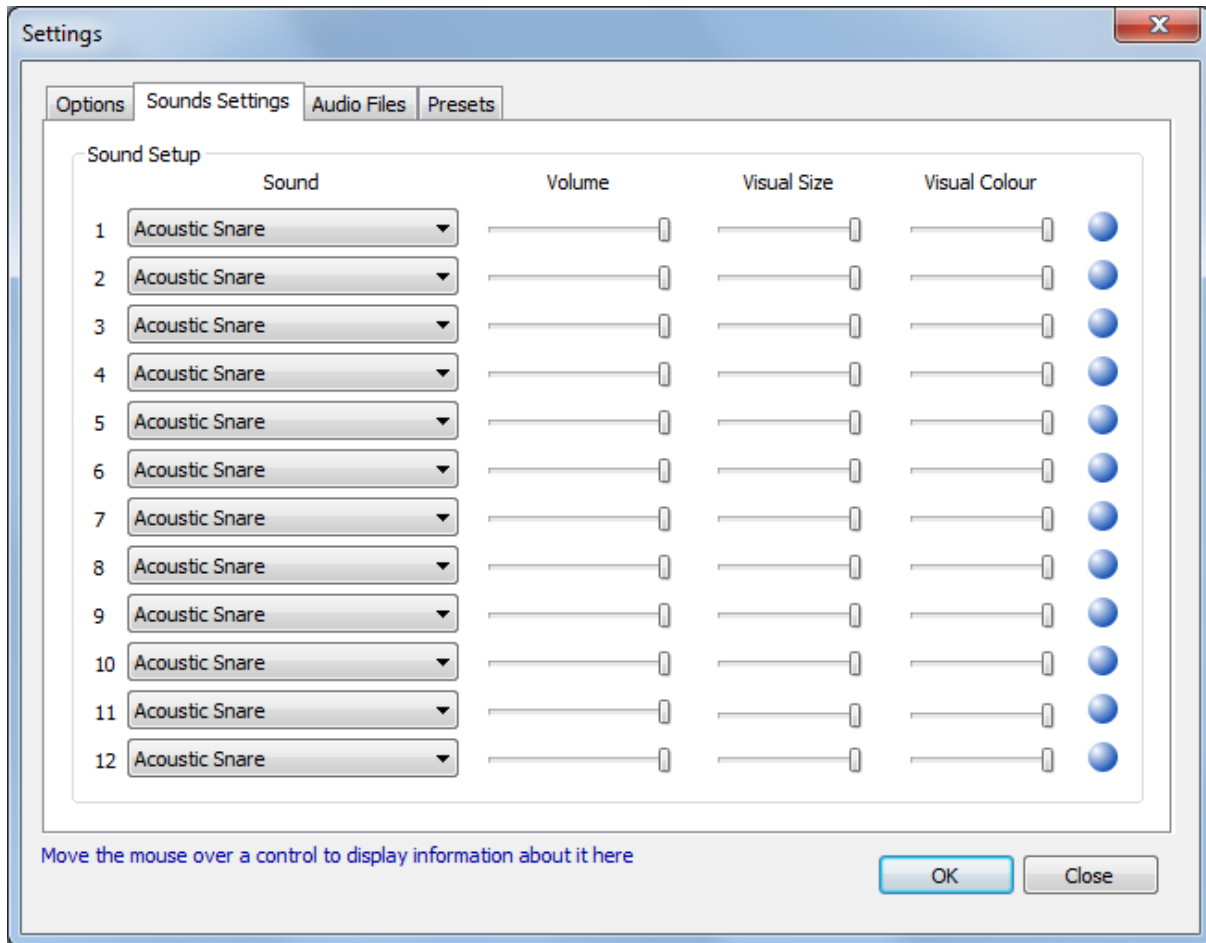 Settings
Options Sounds Settings Audio Files Presets
Sound Setup
Sound Volume Visual Size Visual Colour
1 Acoustic Snare
2 Acoustic Snare
3 Acoustic Snare
4 Acoustic Snare
5 Acoustic Snare
6 Acoustic Snare
7 Acoustic Snare
8 Acoustic Snare
9 Acoustic Snare
10 Acoustic Snare
11 Acoustic Snare
12 Acoustic Snare
Move the mouse over a control to display information about it here
OK Close